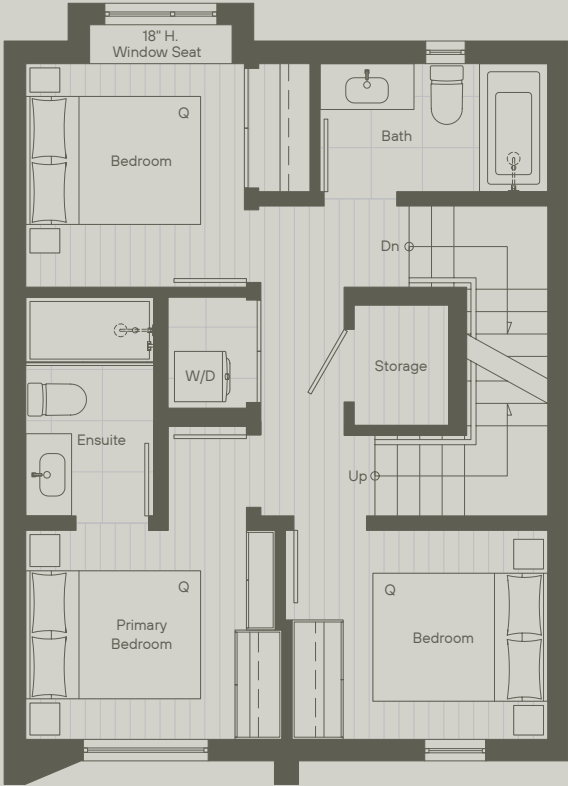 18" H.
Window Seat
Q
Bedroom
Bath
Dn
W/D
Storage
Ensuite
Up
Q
Primary
Bedroom
Q
Bedroom